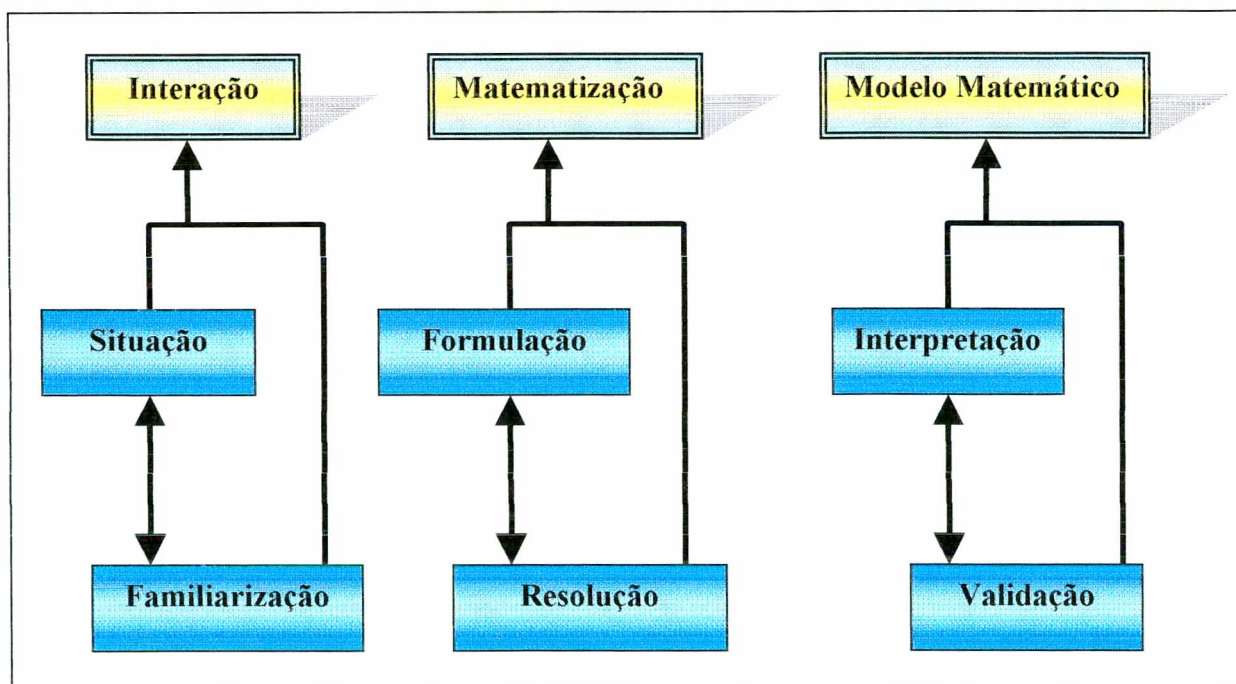 Interação
Matematização
Modelo Matemático
Situação
Formulação
Interpretação
Familiarização
Resolução
Validação